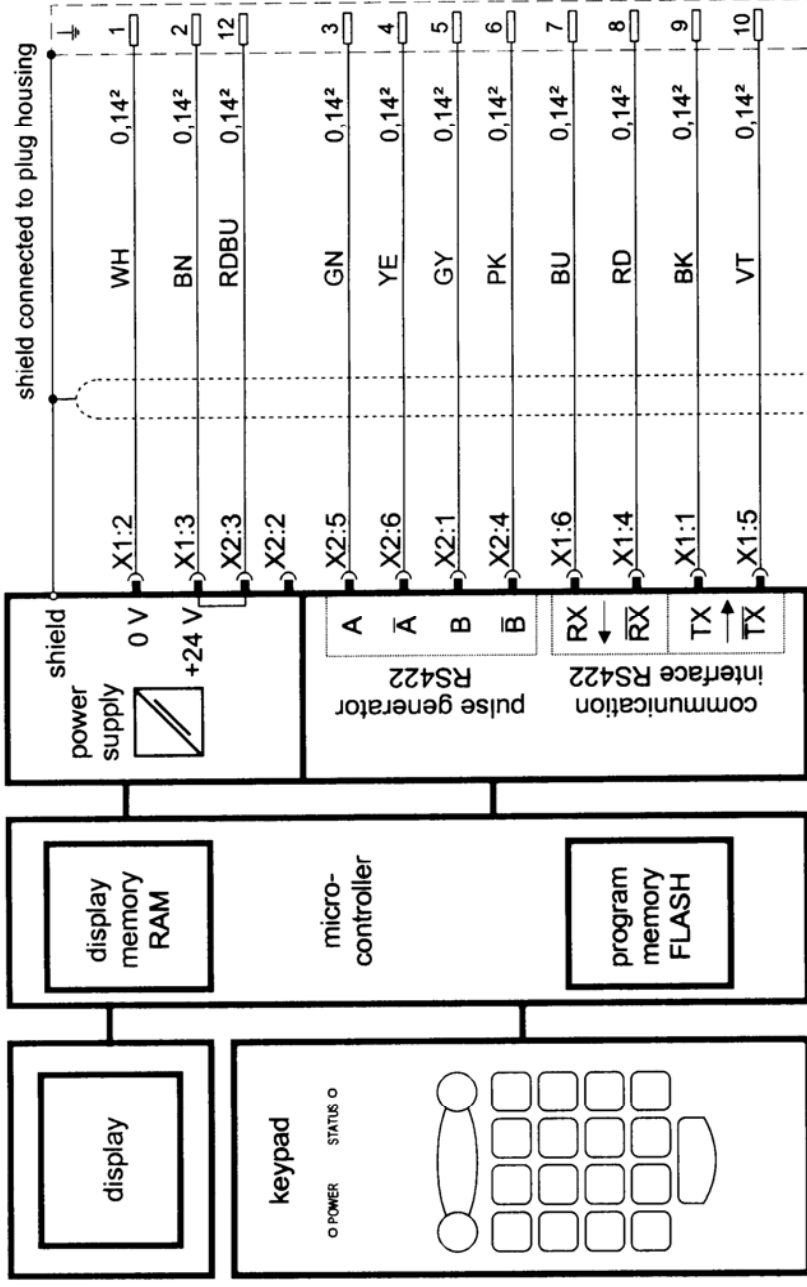 shield connected to plug housing
1
2
12
3
4
5
6
7
8
9
10
0,14²
0,14²
0,14²
0,14²
0,14²
0,14²
0,14²
0,14²
0,14²
0,14²
0,14²
WH
BN
RDBU
GN
YE
GY
PK
BU
RD
BK
VT
X1:2
X1:3
X2:3
X2:2
X2:5
X2:6
X2:1
X2:4
X1:6
X1:4
X1:1
X1:5
shield
0 V
+24 V
power
supply
A
A̅
B
B̅
pulse generator
RS422
RX
R̅X̅
TX
T̅X̅
communication
interface RS422
display
memory
RAM
micro-
controller
program
memory
FLASH
display
keypad
POWER
STATUS